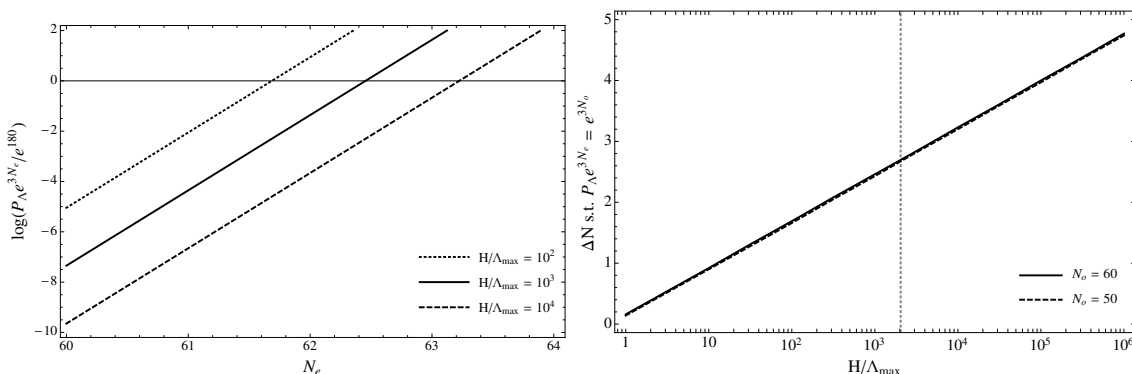 log(P_Λ e^{3N_e}/e^{180})
2
0
−2
−4
−6
−8
−10
60
61
62
63
64
N_e
H/Λ_max = 10^2
H/Λ_max = 10^3
H/Λ_max = 10^4
ΔN s.t. P_Λ e^{3N_e} = e^{3N_o}
5
4
3
2
1
0
1
10
10^2
10^3
10^4
10^5
10^6
H/Λ_max
N_o = 60
N_o = 50